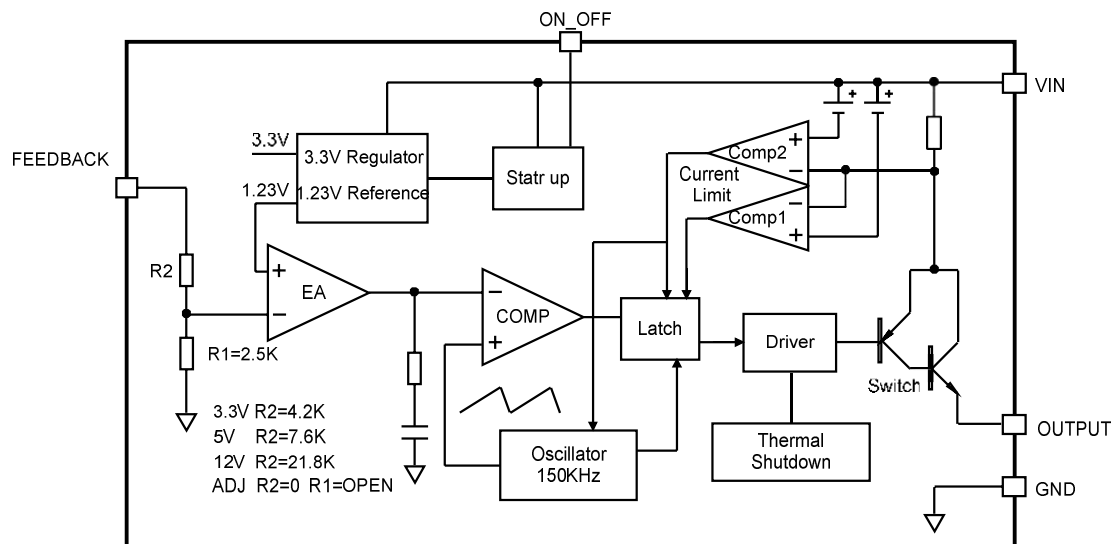 ON_OFF
VIN
FEEDBACK
3.3V
3.3V Regulator
1.23V
1.23V Reference
Statr up
+
+
+
Comp2
−
Current
Limit
−
Comp1
+
R2
+
EA
−
−
COMP
+
Latch
Driver
Switch
R1=2.5K
3.3V R2=4.2K
5V R2=7.6K
12V R2=21.8K
ADJ R2=0 R1=OPEN
Oscillator
150KHz
Thermal
Shutdown
OUTPUT
GND